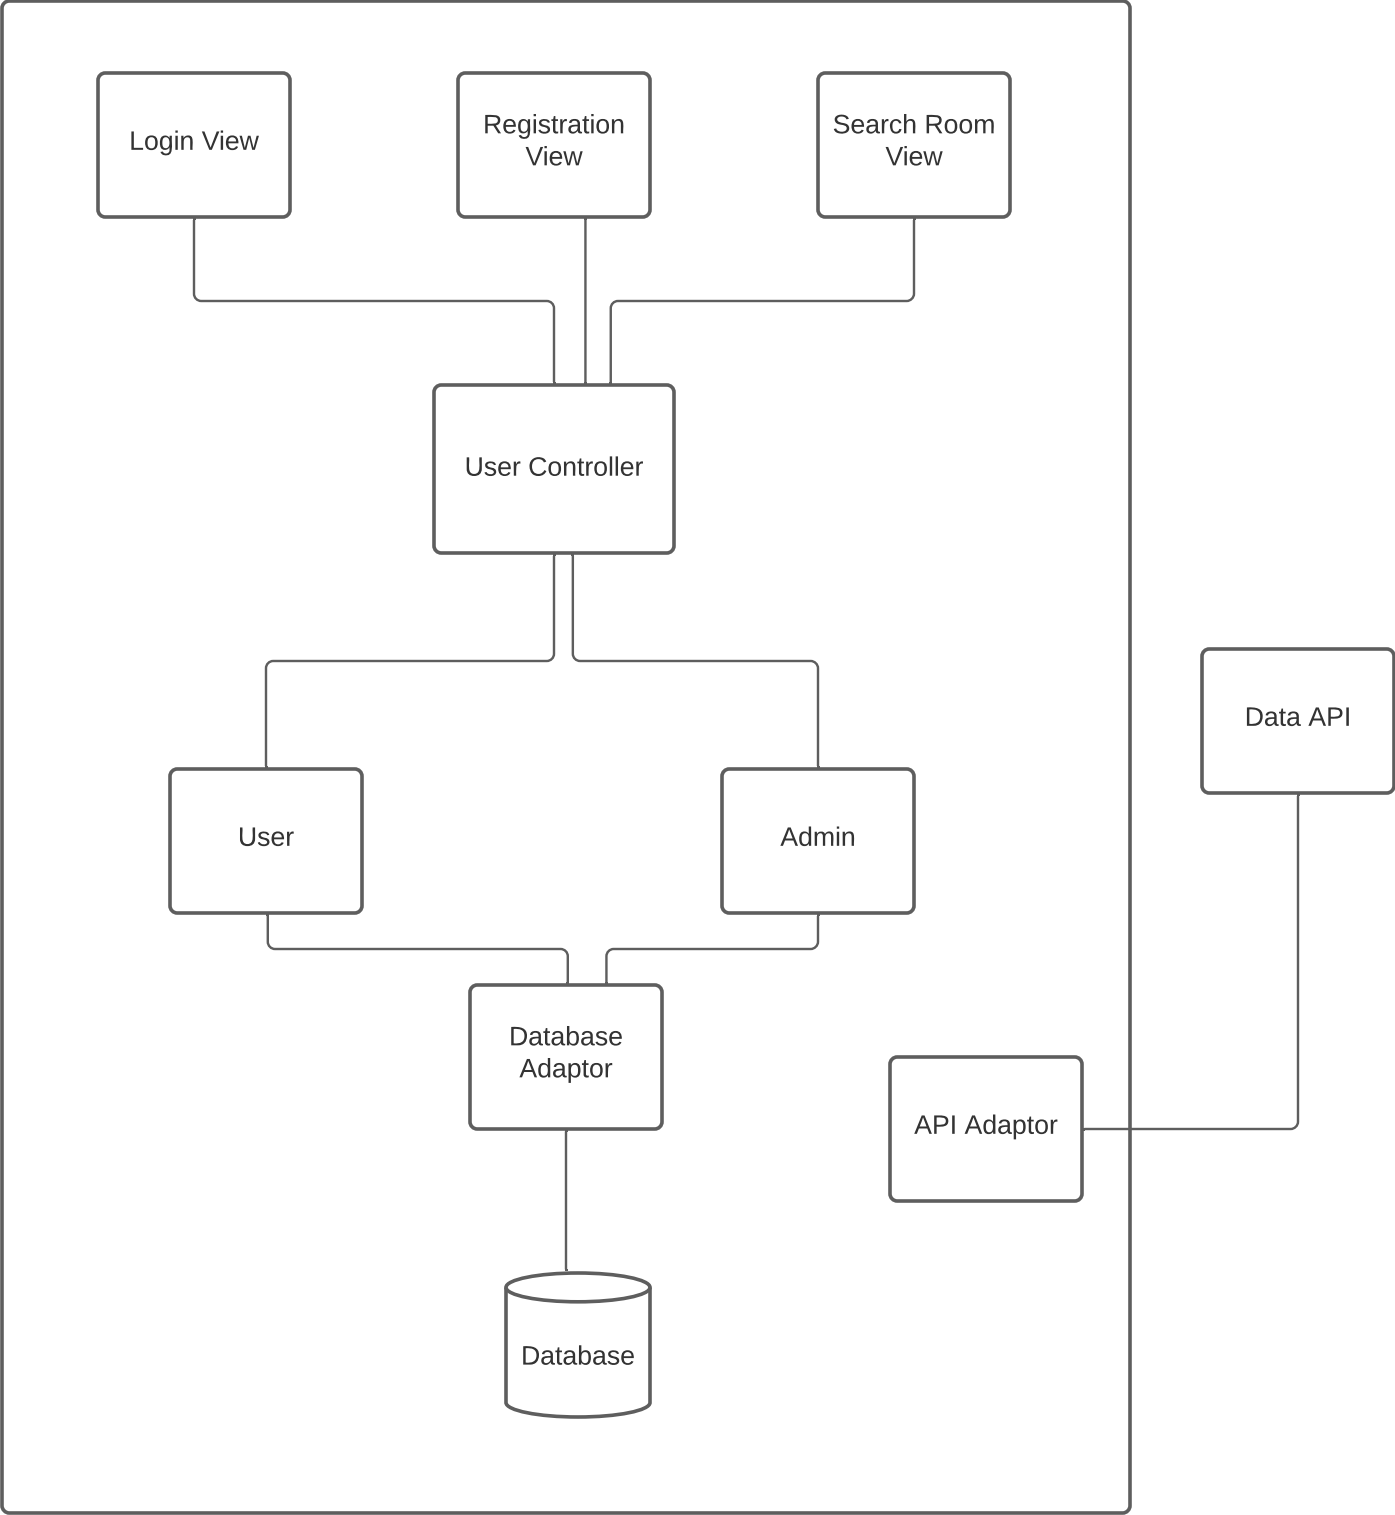 Login View
Registration
View
Search Room
View
User Controller
Data API
User
Admin
Database
Adaptor
API Adaptor
Database